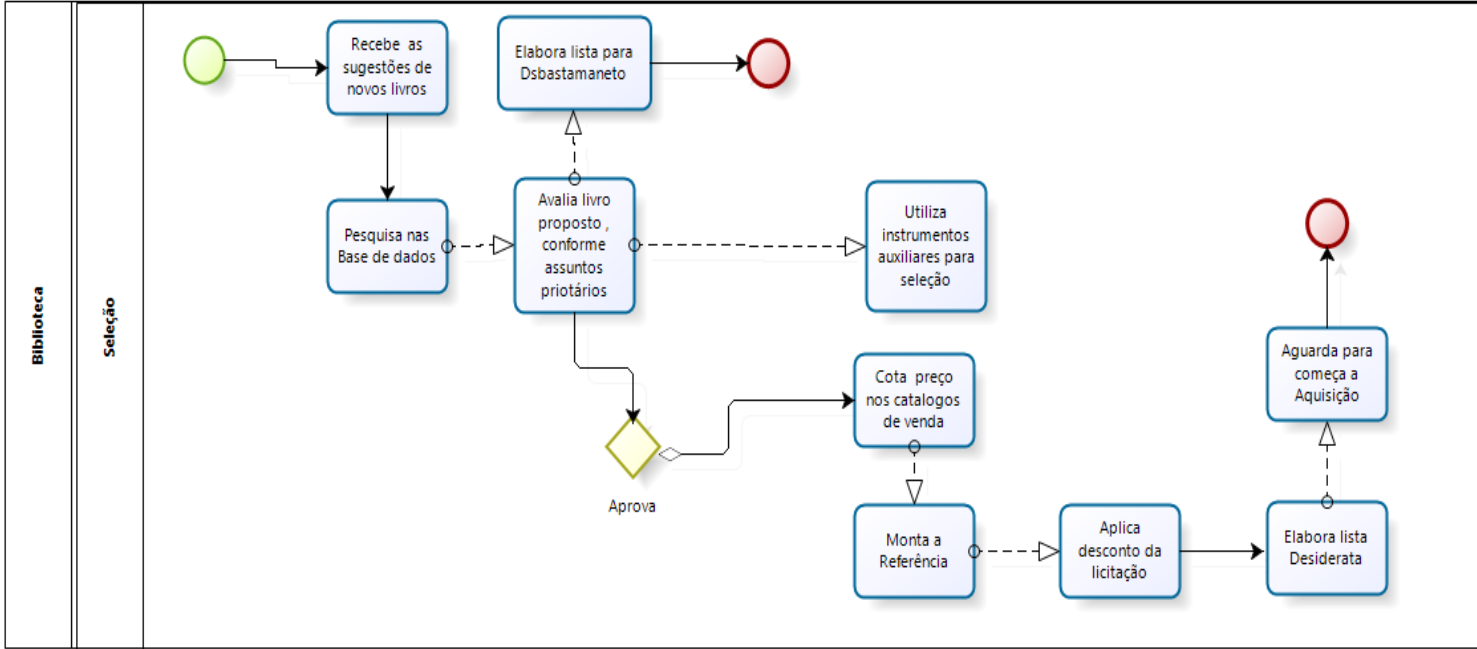 Biblioteca
Seleção
Recebe as
sugestões de
novos livros
Elabora lista para
Dsbastamaneto
Pesquisa nas
Base de dados
Avalia livro
proposto ,
conforme
assuntos
priotários
Utiliza
instrumentos
auxiliares para
seleção
Aprova
Cota preço
nos catalogos
de venda
Monta a
Referência
Aplica
desconto da
licitação
Elabora lista
Desiderata
Aguarda para
começa a
Aquisição